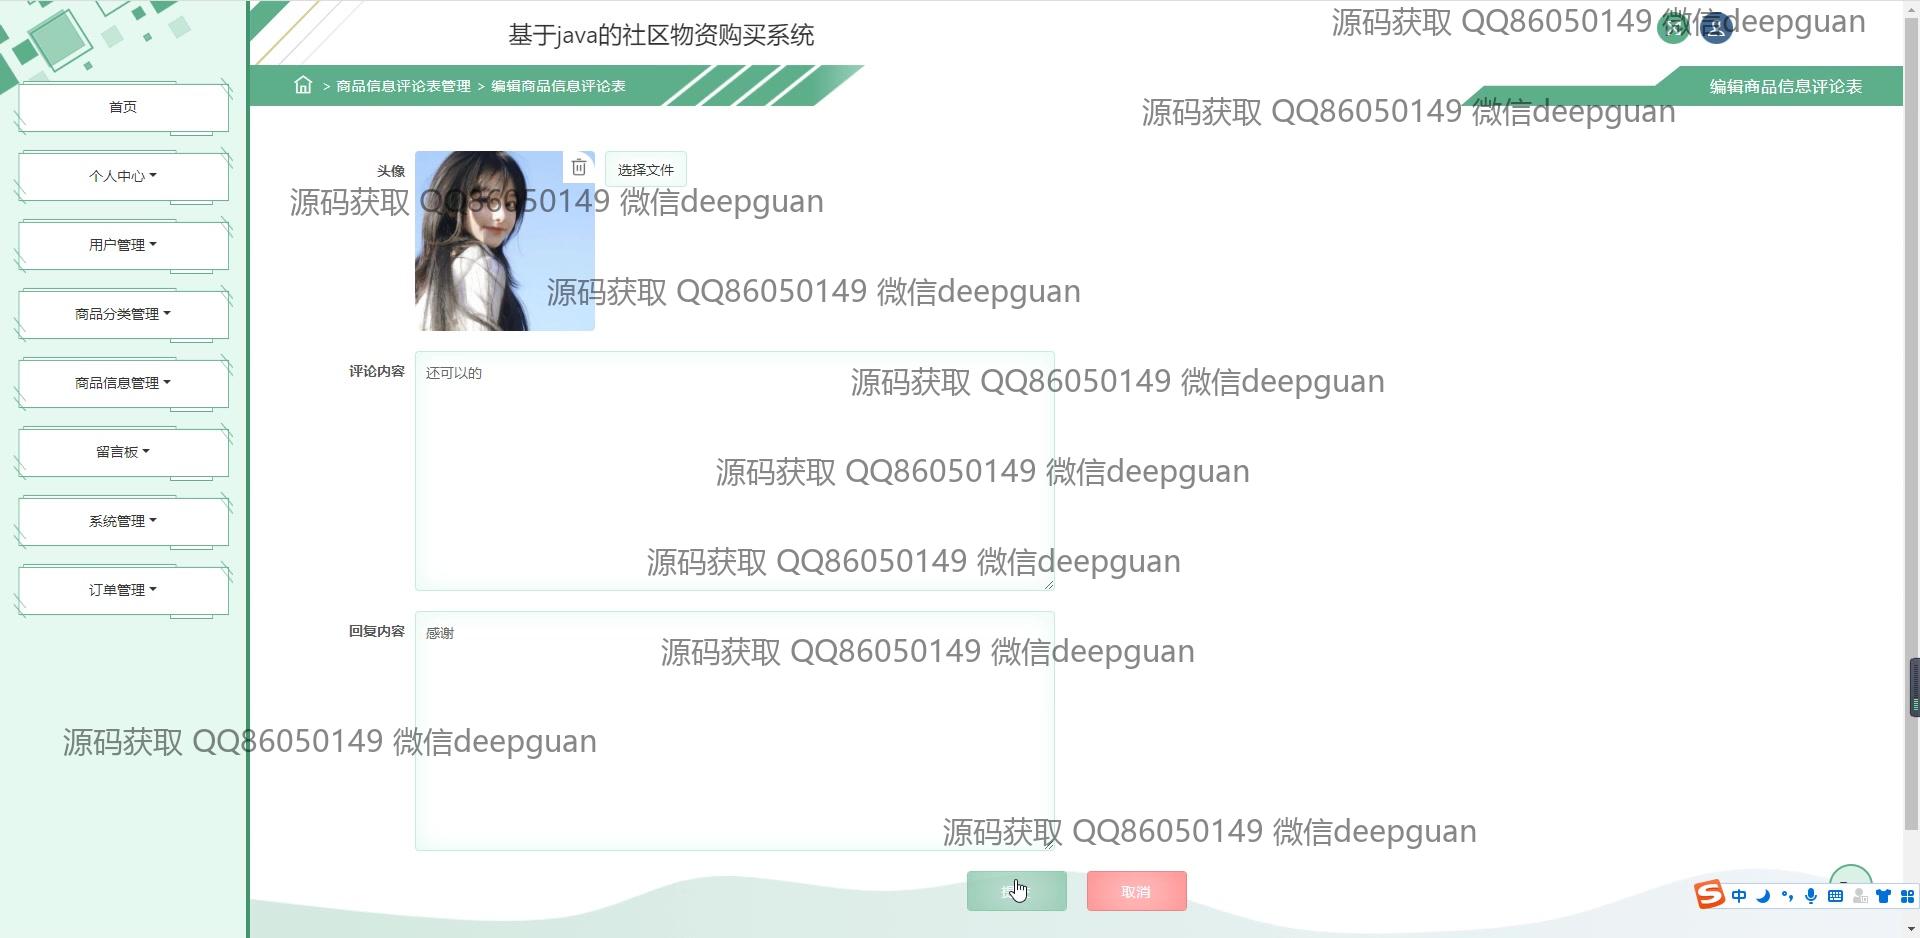 基于java的社区物资购买系统
源码获取 QQ86050149 微信deepguan
> 商品信息评论表管理 > 编辑商品信息评论表
编辑商品信息评论表
源码获取 QQ86050149 微信deepguan
首页
个人中心
用户管理
商品分类管理
商品信息管理
留言板
系统管理
订单管理
头像
选择文件
源码获取 QQ86050149 微信deepguan
源码获取 QQ86050149 微信deepguan
评论内容
还可以的
源码获取 QQ86050149 微信deepguan
源码获取 QQ86050149 微信deepguan
源码获取 QQ86050149 微信deepguan
回复内容
感谢
源码获取 QQ86050149 微信deepguan
源码获取 QQ86050149 微信deepguan
源码获取 QQ86050149 微信deepguan
取消
中